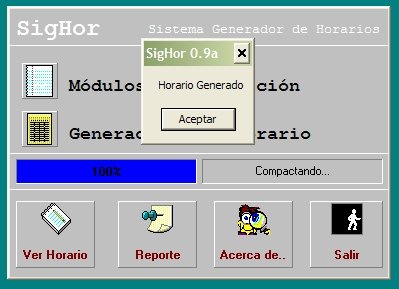 SigHor
Sistema Generador de Horarios
SigHor 0.9a
Horario Generado
Aceptar
Módulos ción
Genera rario
100%
Compactando...
Ver Horario
Reporte
Acerca de..
Salir